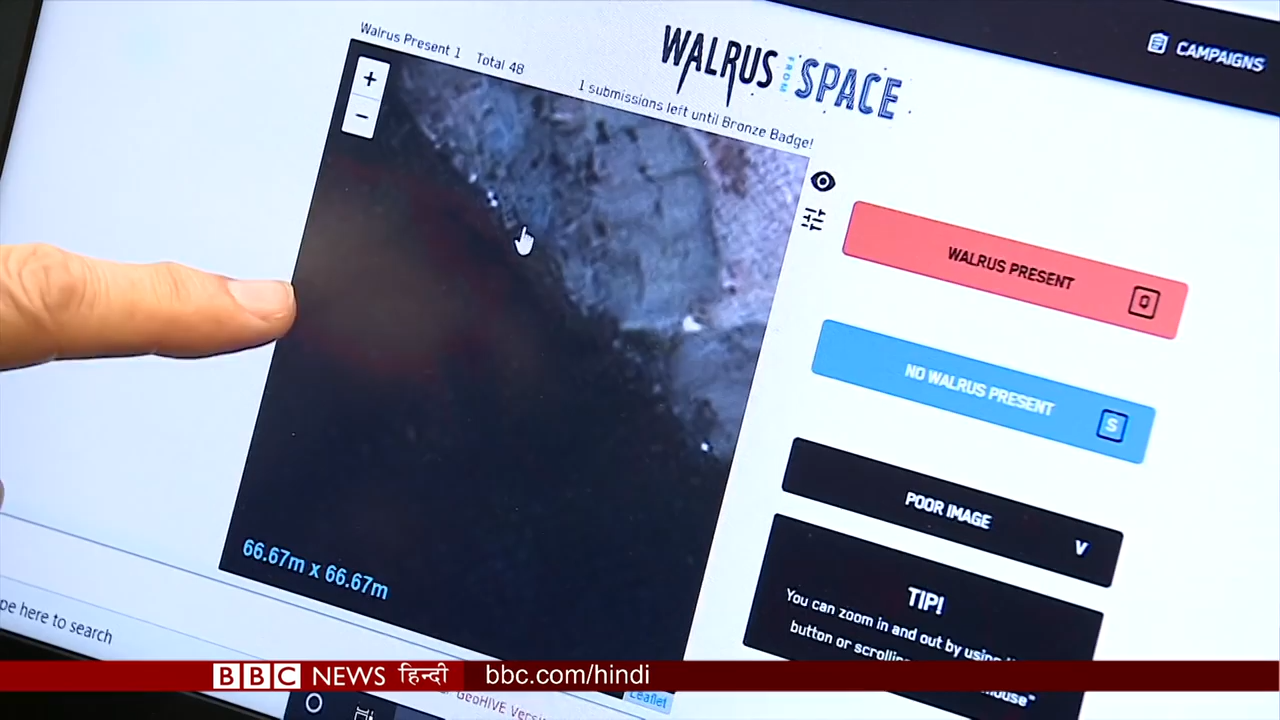 CAMPAIGNS
WALRUS FROM SPACE
Walrus Present 1 Total 48
1 submissions left until Bronze Badge!
+
−
WALRUS PRESENT
Q
NO WALRUS PRESENT
S
POOR IMAGE
V
66.67m x 66.67m
TIP!
You can zoom in and out by using
button or scrolling
mouse"
pe here to search
BBC NEWS हिन्दी bbc.com/hindi
GeoHIVE
Leaflet